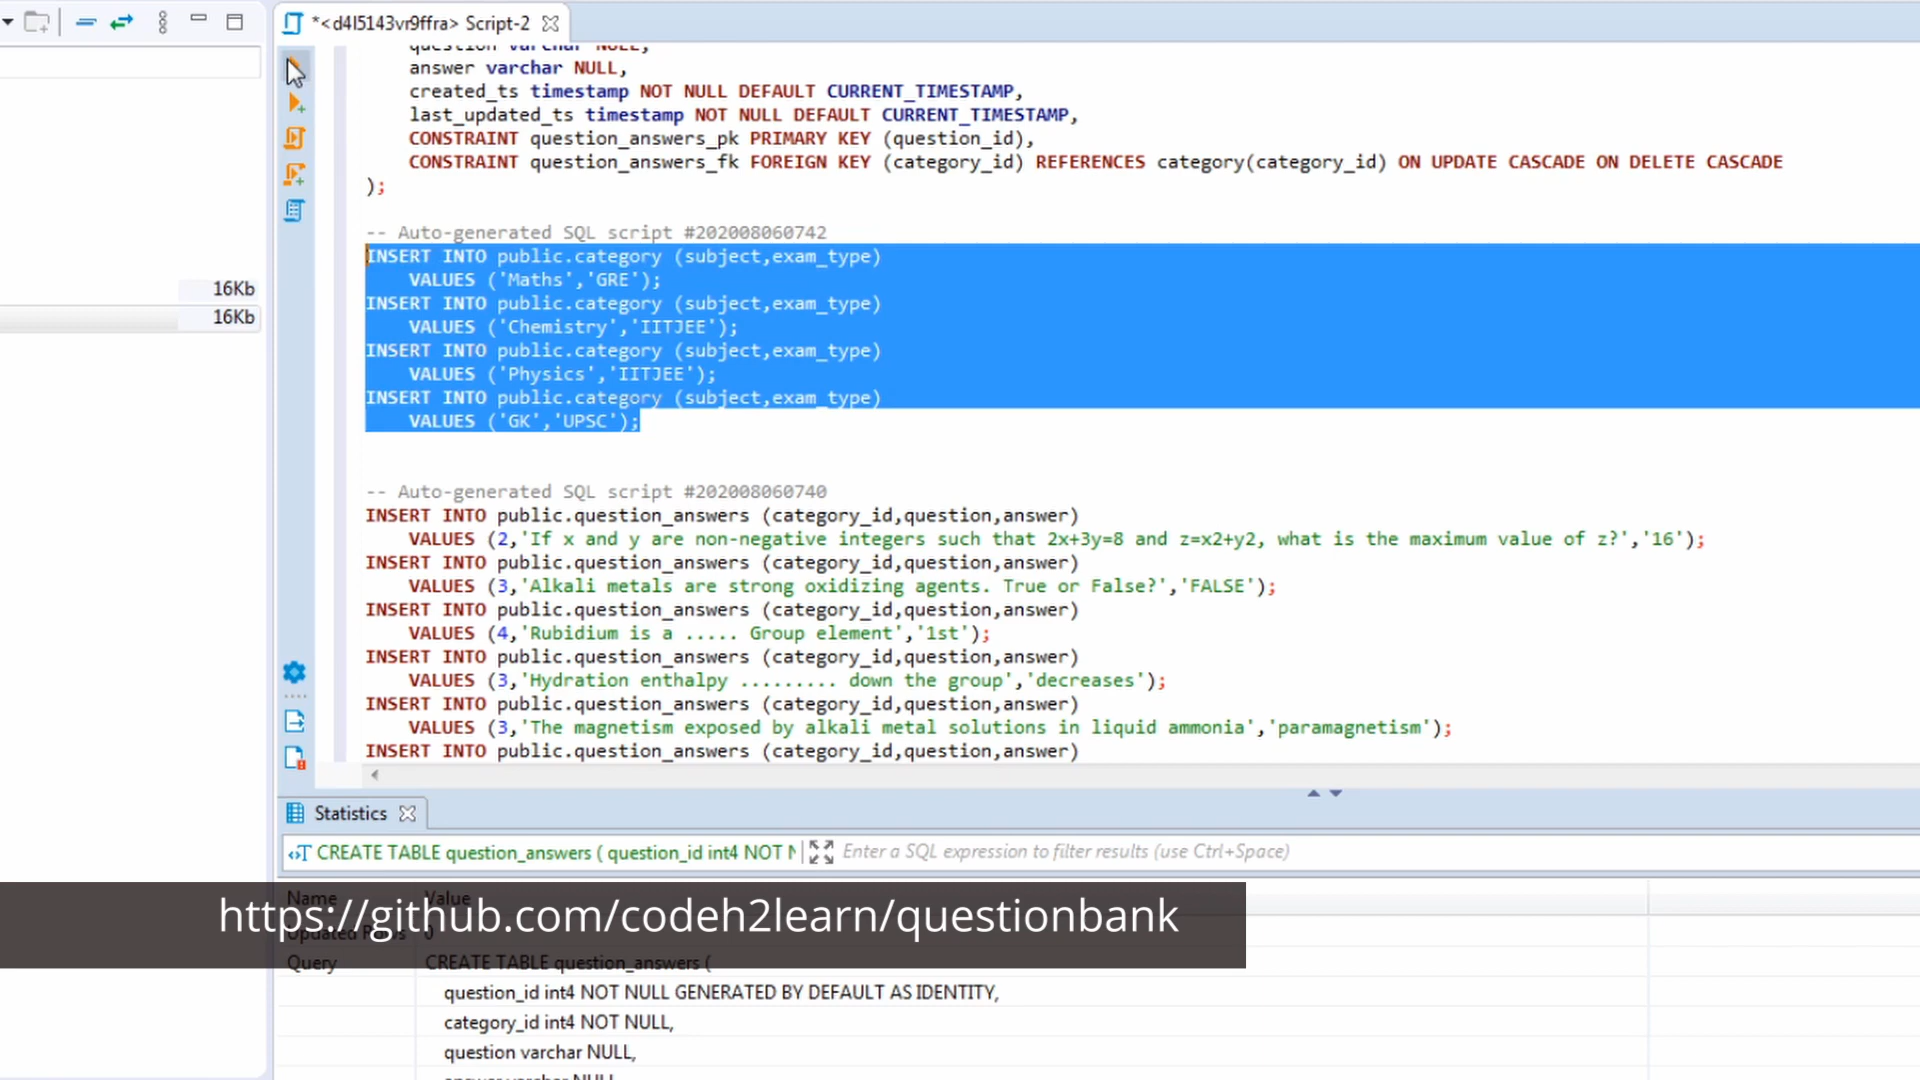 *<d4l5143vr9ffra> Script-2
question varchar NULL,
answer varchar NULL,
created_ts timestamp NOT NULL DEFAULT CURRENT_TIMESTAMP,
last_updated_ts timestamp NOT NULL DEFAULT CURRENT_TIMESTAMP,
CONSTRAINT question_answers_pk PRIMARY KEY (question_id),
CONSTRAINT question_answers_fk FOREIGN KEY (category_id) REFERENCES category(category_id) ON UPDATE CASCADE ON DELETE CASCADE
);
-- Auto-generated SQL script #202008060742
INSERT INTO public.category (subject,exam_type)
VALUES ('Maths','GRE');
INSERT INTO public.category (subject,exam_type)
VALUES ('Chemistry','IITJEE');
INSERT INTO public.category (subject,exam_type)
VALUES ('Physics','IITJEE');
INSERT INTO public.category (subject,exam_type)
VALUES ('GK','UPSC');
16Kb
16Kb
-- Auto-generated SQL script #202008060740
INSERT INTO public.question_answers (category_id,question,answer)
VALUES (2,'If x and y are non-negative integers such that 2x+3y=8 and z=x2+y2, what is the maximum value of z?','16');
INSERT INTO public.question_answers (category_id,question,answer)
VALUES (3,'Alkali metals are strong oxidizing agents. True or False?','FALSE');
INSERT INTO public.question_answers (category_id,question,answer)
VALUES (4,'Rubidium is a ..... Group element','1st');
INSERT INTO public.question_answers (category_id,question,answer)
VALUES (3,'Hydration enthalpy ......... down the group','decreases');
INSERT INTO public.question_answers (category_id,question,answer)
VALUES (3,'The magnetism exposed by alkali metal solutions in liquid ammonia','paramagnetism');
INSERT INTO public.question_answers (category_id,question,answer)
Statistics
CREATE TABLE question_answers ( question_id int4 NOT N
Enter a SQL expression to filter results (use Ctrl+Space)
Name Value
https://github.com/codeh2learn/questionbank
Updated Rows 0
Query CREATE TABLE question_answers (
question_id int4 NOT NULL GENERATED BY DEFAULT AS IDENTITY,
category_id int4 NOT NULL,
question varchar NULL,
answer varchar NULL